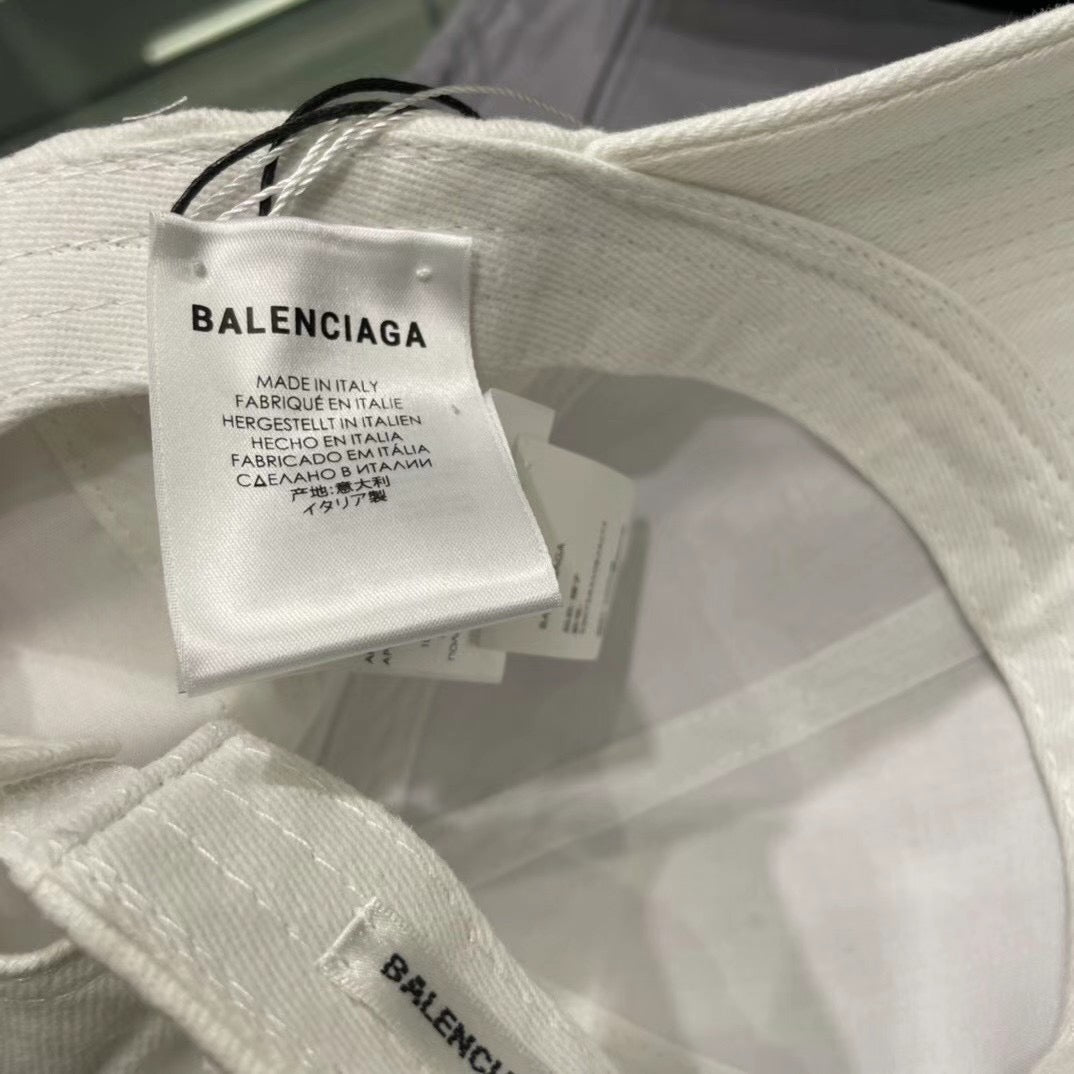 BALENCIAGA
MADE IN ITALY
FABRIQUÉ EN ITALIE
HERGESTELLT IN ITALIEN
HECHO EN ITALIA
FABRICADO EM ITÁLIA
СДЕЛАНО В ИТАЛИИ
产地:意大利
イタリア製
BALENCI